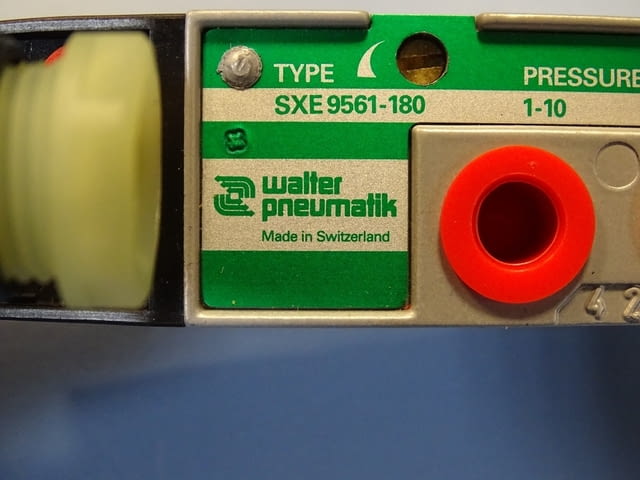 TYPE
PRESSURE
SXE 9561-180
1-10
walter
pneumatik
Made in Switzerland
4 2